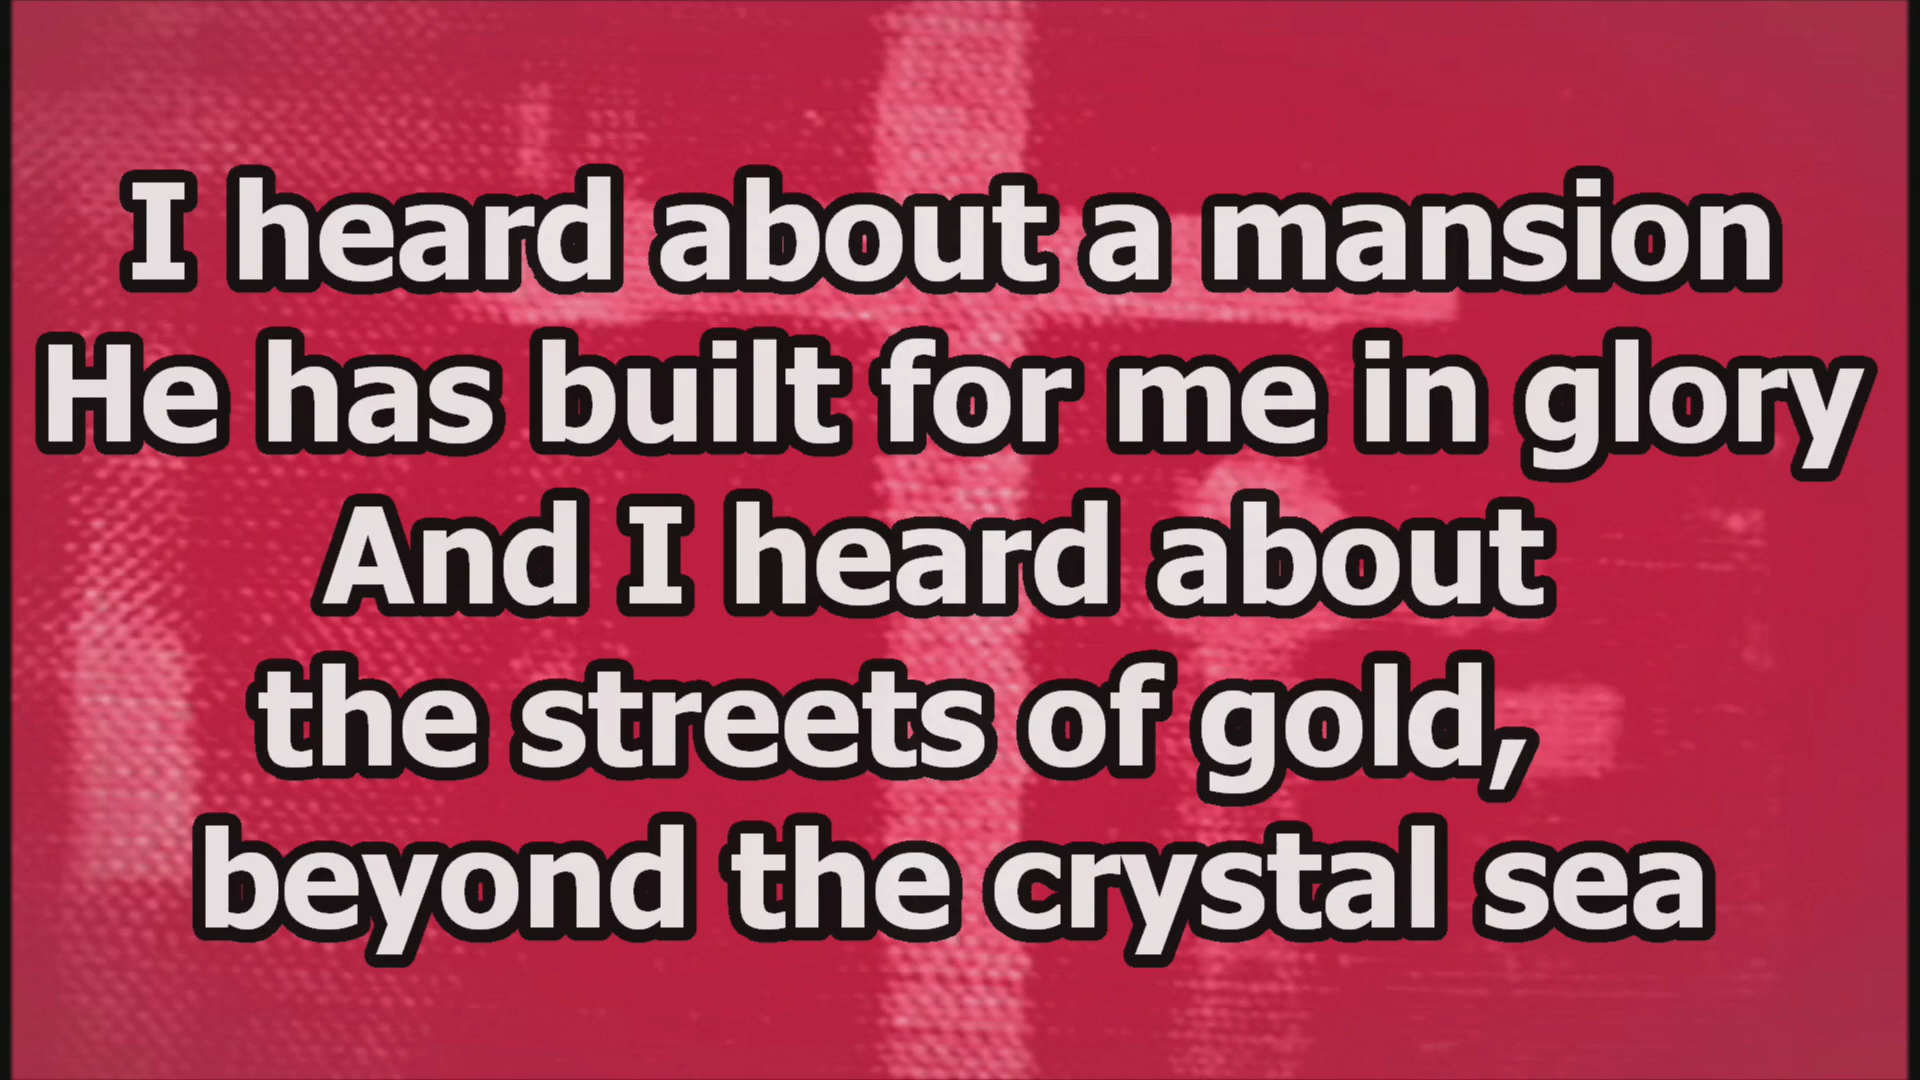 I heard about a mansion
He has built for me in glory
And I heard about
the streets of gold,
beyond the crystal sea